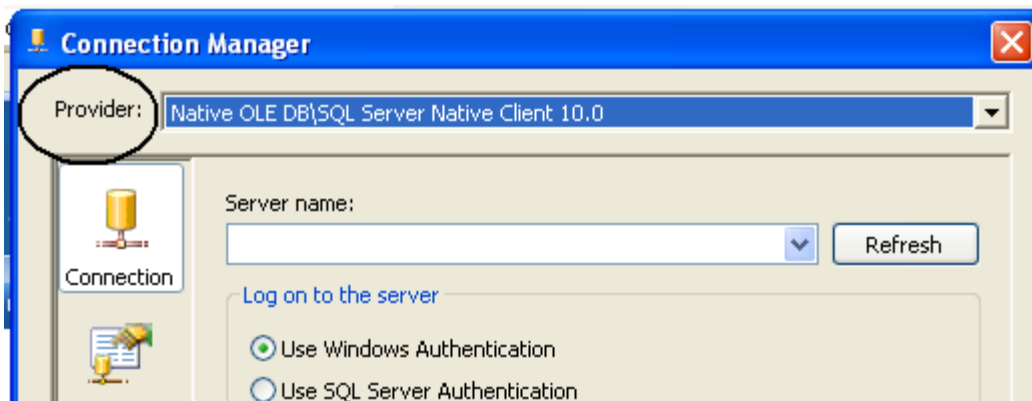 Connection Manager
Provider: Native OLE DB\SQL Server Native Client 10.0
Server name:
Refresh
Connection
Log on to the server
Use Windows Authentication
Use SQL Server Authentication